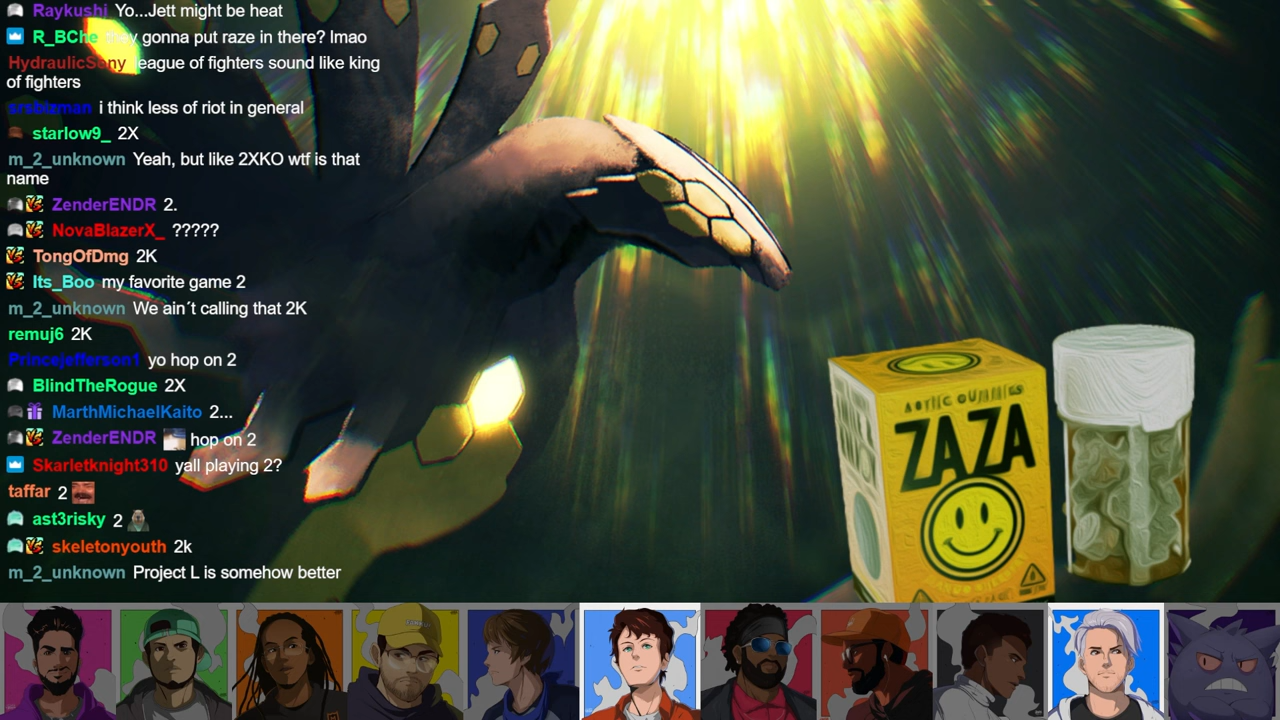 Raykushi Yo...Jett might be heat
R_BChe they gonna put raze in there? lmao
HydraulicSony league of fighters sound like king
of fighters
srsbizman i think less of riot in general
starlow9_ 2X
m_2_unknown Yeah, but like 2XKO wtf is that
name
ZenderENDR 2.
NovaBlazerX_ ?????
TongOfDmg 2K
Its_Boo my favorite game 2
m_2_unknown We ain´t calling that 2K
remuj6 2K
Princejefferson1 yo hop on 2
BlindTheRogue 2X
MarthMichaelKaito 2...
ZenderENDR hop on 2
Skarletknight310 yall playing 2?
taffar 2
ast3risky 2
skeletonyouth 2k
m_2_unknown Project L is somehow better
ZAZA